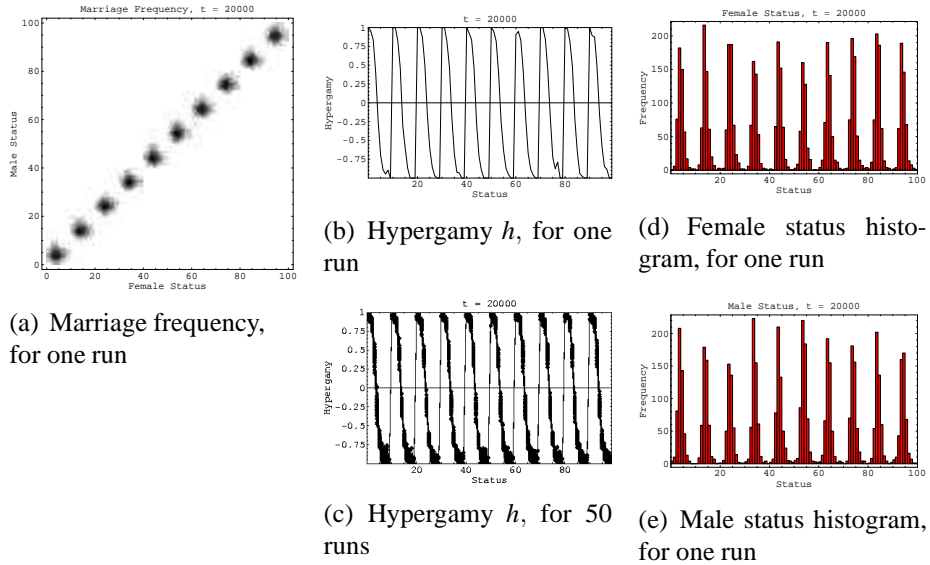 Marriage Frequency, t = 20000
100
80
60
40
20
0
Male Status
0 20 40 60 80 100
Female Status
(a) Marriage frequency,
for one run
t = 20000
1
0.75
0.5
0.25
0
-0.25
-0.5
-0.75
Hypergamy
20 40 60 80
Status
(b) Hypergamy h, for one
run
t = 20000
1
0.75
0.5
0.25
0
-0.25
-0.5
-0.75
Hypergamy
20 40 60 80
Status
(c) Hypergamy h, for 50
runs
Female Status, t = 20000
200
150
100
50
0
Frequency
0 20 40 60 80 100
Status
(d) Female status histo-
gram, for one run
Male Status, t = 20000
200
150
100
50
0
Frequency
0 20 40 60 80 100
Status
(e) Male status histogram,
for one run